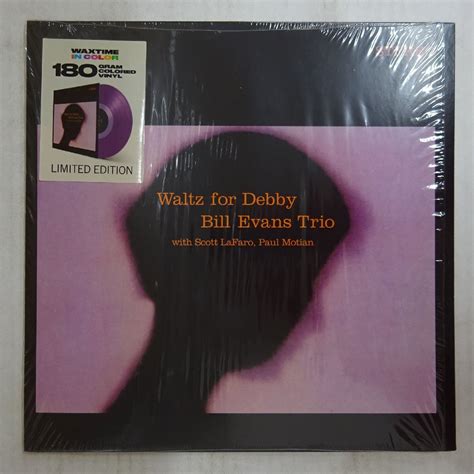 WAXTIME
IN COLOR
180 GRAM
COLORED
VINYL
LIMITED EDITION
Waltz for Debby
Bill Evans Trio
with Scott LaFaro, Paul Motian